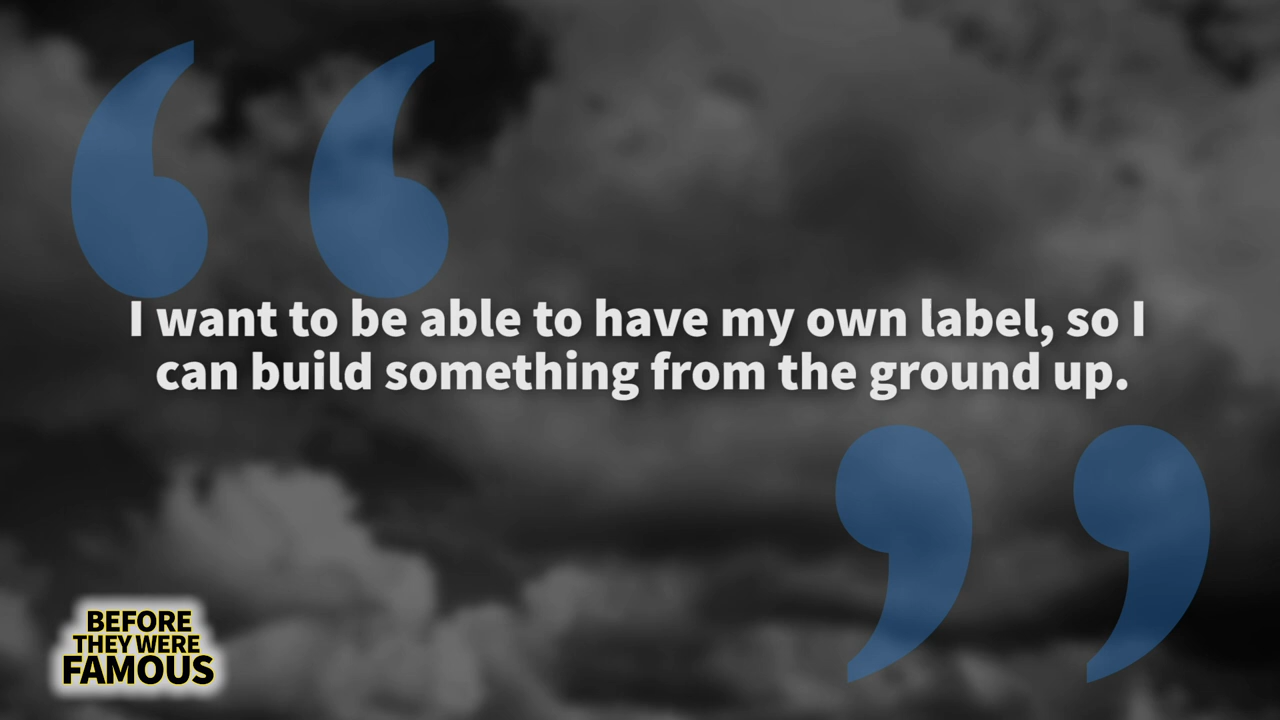 I want to be able to have my own label, so I
can build something from the ground up.
BEFORE
THEY WERE
FAMOUS